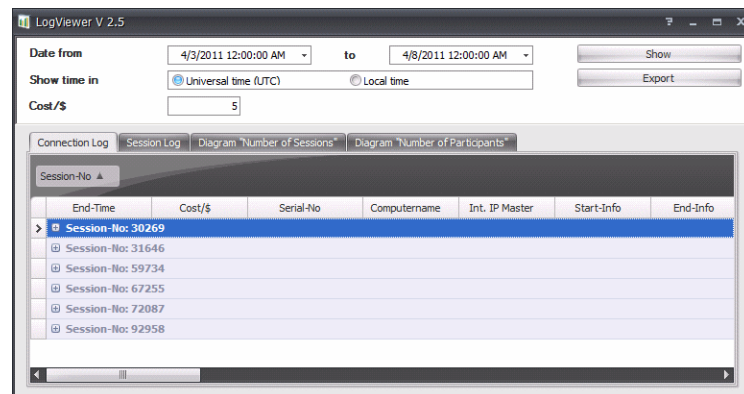 LogViewer V 2.5
Date from 4/3/2011 12:00:00 AM to 4/8/2011 12:00:00 AM Show
Show time in Universal time (UTC) Local time Export
Cost/$ 5
Connection Log Session Log Diagram "Number of Sessions" Diagram "Number of Participants"
Session-No
End-Time Cost/$ Serial-No Computername Int. IP Master Start-Info End-Info
Session-No: 30269
Session-No: 31646
Session-No: 59734
Session-No: 67255
Session-No: 72087
Session-No: 92958